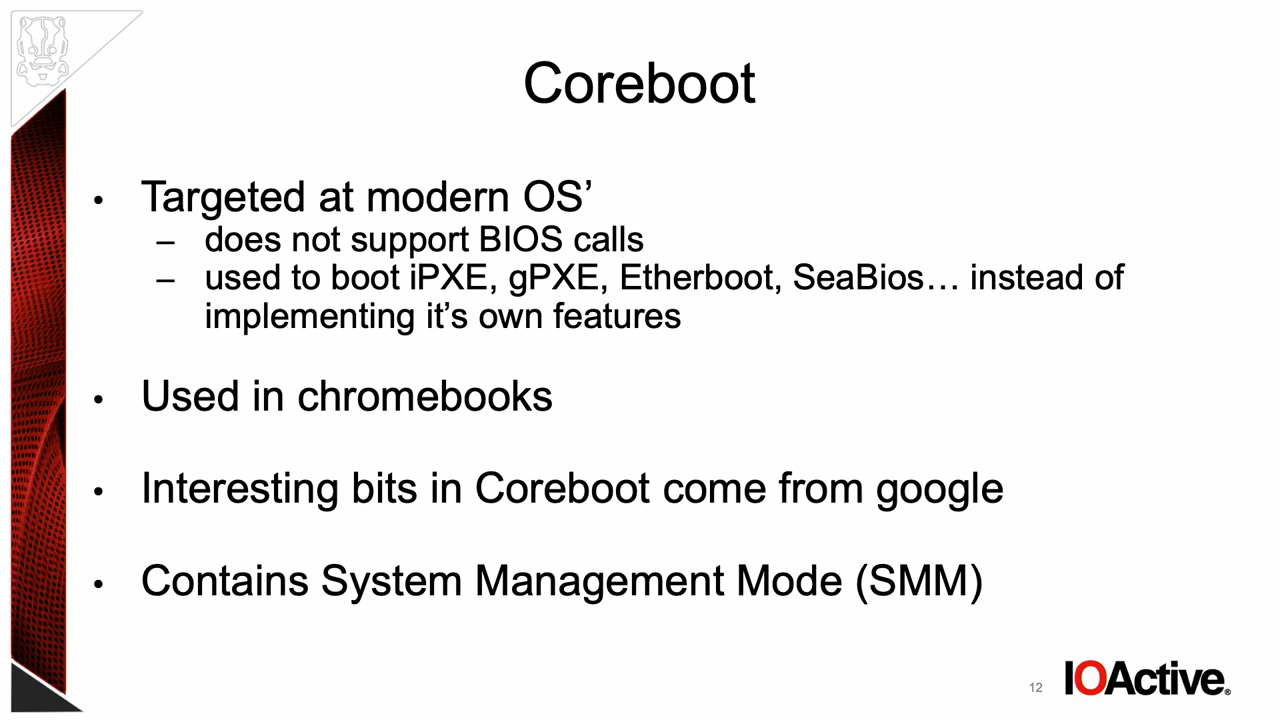 Coreboot
• Targeted at modern OS’
– does not support BIOS calls
– used to boot iPXE, gPXE, Etherboot, SeaBios… instead of
implementing it’s own features
• Used in chromebooks
• Interesting bits in Coreboot come from google
• Contains System Management Mode (SMM)
12
IOActive®